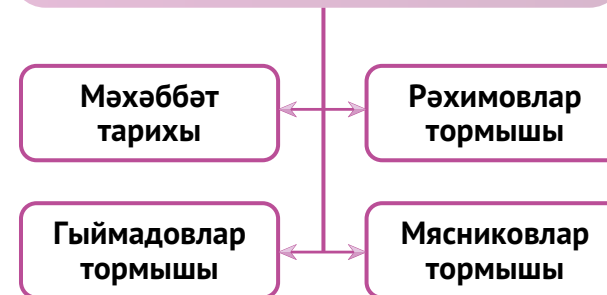 Мәхәббәт
тарихы
Рәхимовлар
тормышы
Гыймадовлар
тормышы
Мясниковлар
тормышы